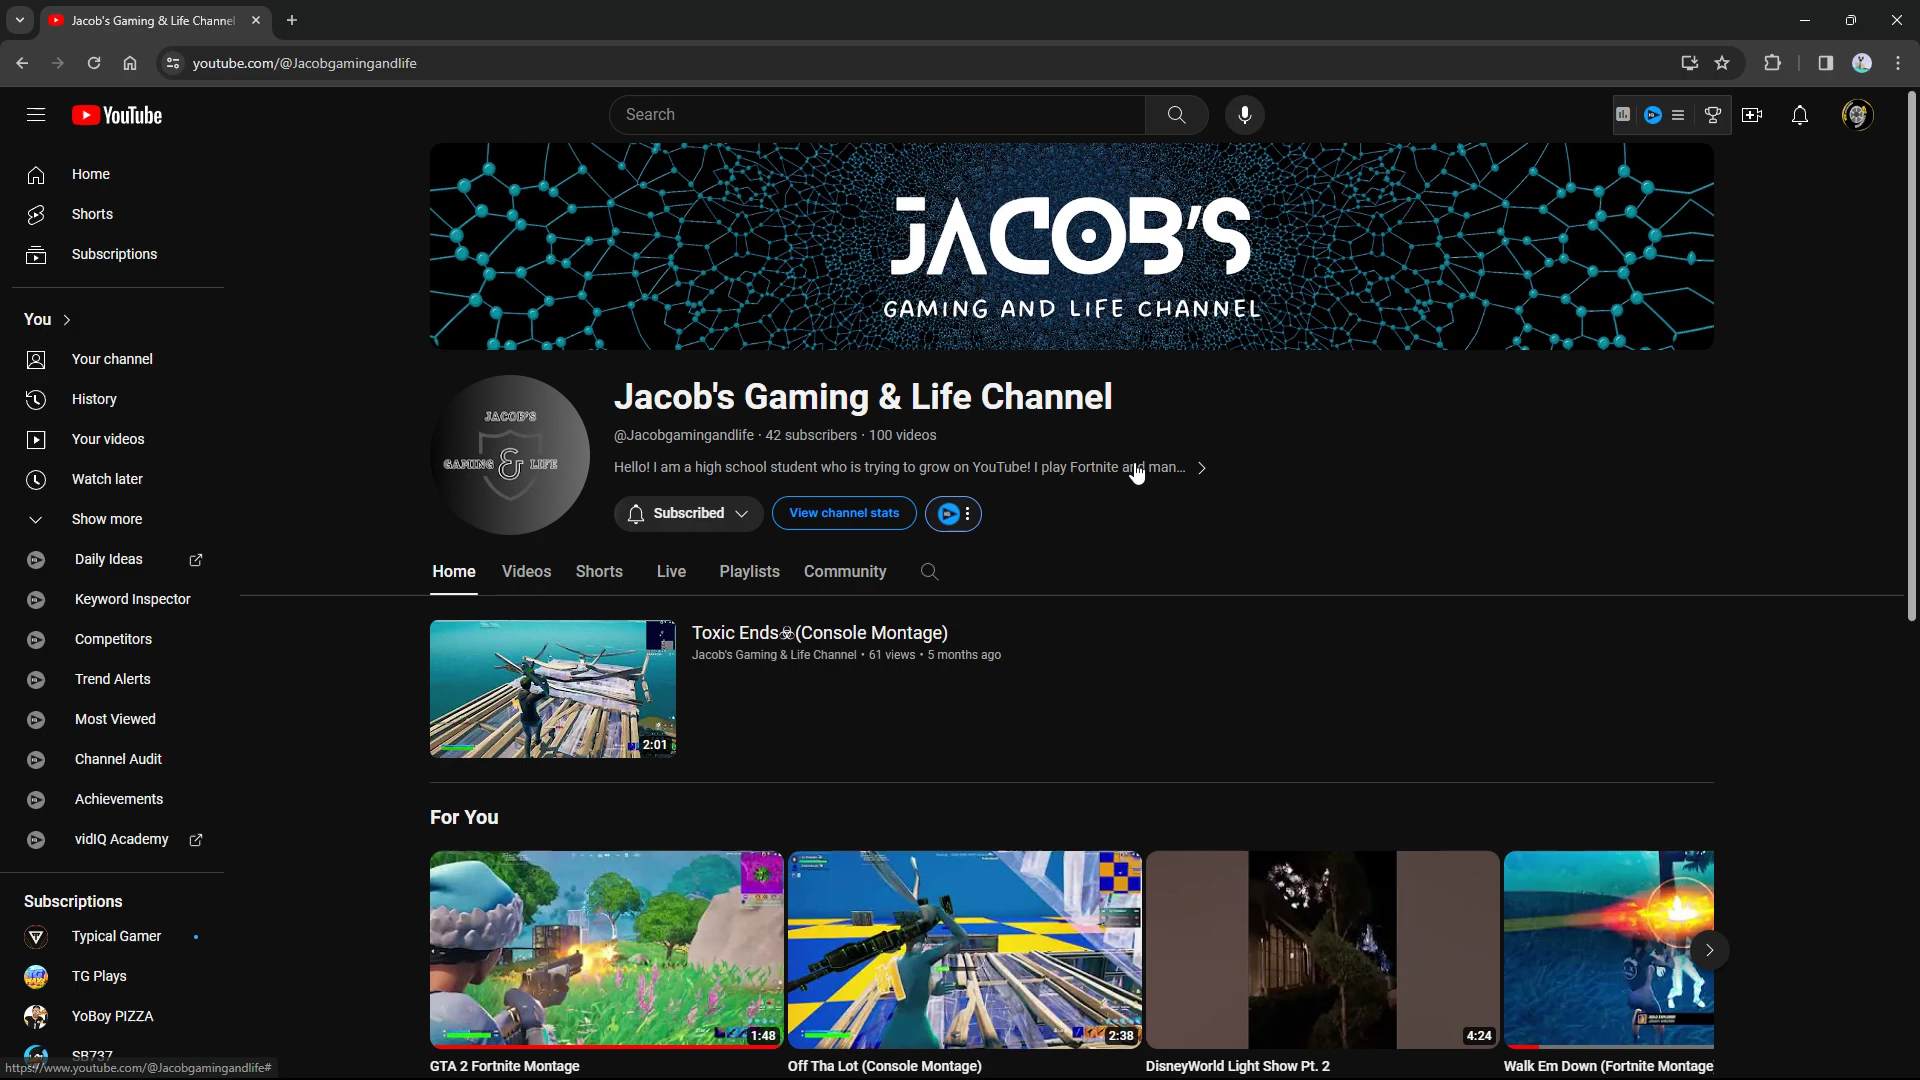 Jacob's Gaming & Life Channel
youtube.com/@Jacobgamingandlife
YouTube
Search
Home
Shorts
Subscriptions
You
Your channel
History
Your videos
Watch later
Show more
Daily Ideas
Keyword Inspector
Competitors
Trend Alerts
Most Viewed
Channel Audit
Achievements
vidIQ Academy
Subscriptions
Typical Gamer
TG Plays
YoBoy PIZZA
SB737
https://www.youtube.com/@Jacobgamingandlife#
JACOB'S
GAMING AND LIFE CHANNEL
JACOB'S
GAMING & LIFE
Jacob's Gaming & Life Channel
@Jacobgamingandlife · 42 subscribers · 100 videos
Hello! I am a high school student who is trying to grow on YouTube! I play Fortnite and man...
Subscribed
View channel stats
Home Videos Shorts Live Playlists Community
Toxic Ends☣(Console Montage)
Jacob's Gaming & Life Channel • 61 views • 5 months ago
2:01
For You
1:48
2:38
4:24
GTA 2 Fortnite Montage
Off Tha Lot (Console Montage)
DisneyWorld Light Show Pt. 2
Walk Em Down (Fortnite Montage)